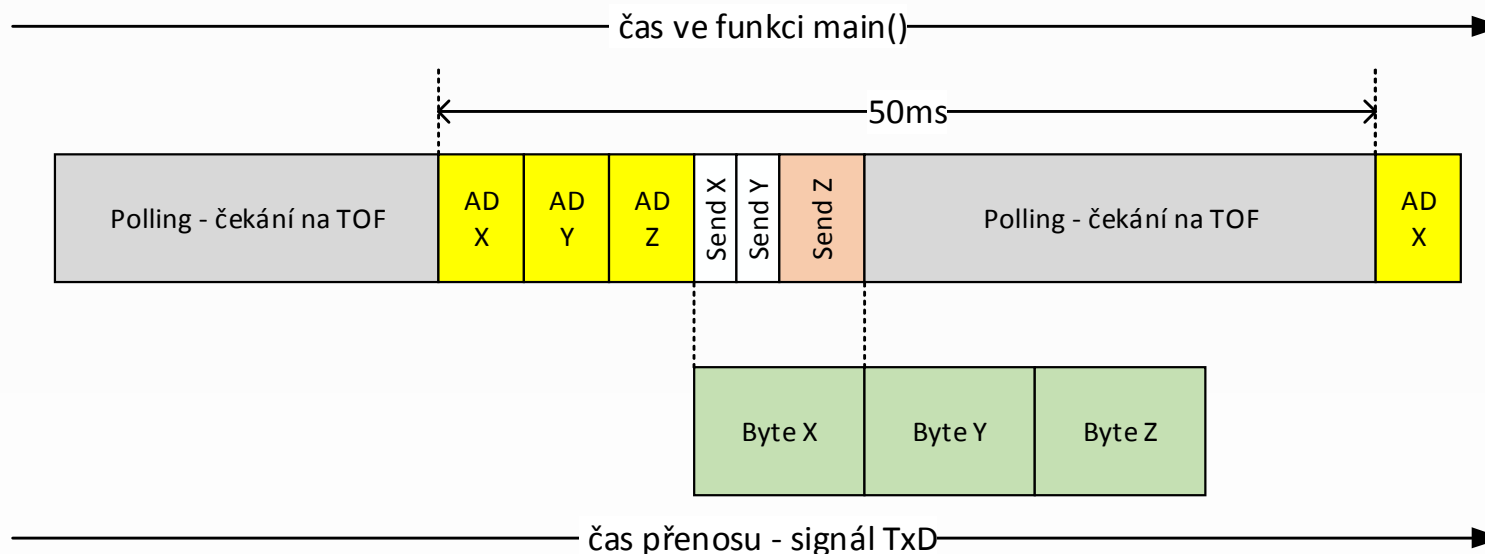 čas ve funkci main()
50ms
Polling - čekání na TOF
AD
X
AD
Y
AD
Z
Send X
Send Y
Send Z
Polling - čekání na TOF
AD
X
Byte X
Byte Y
Byte Z
čas přenosu - signál TxD